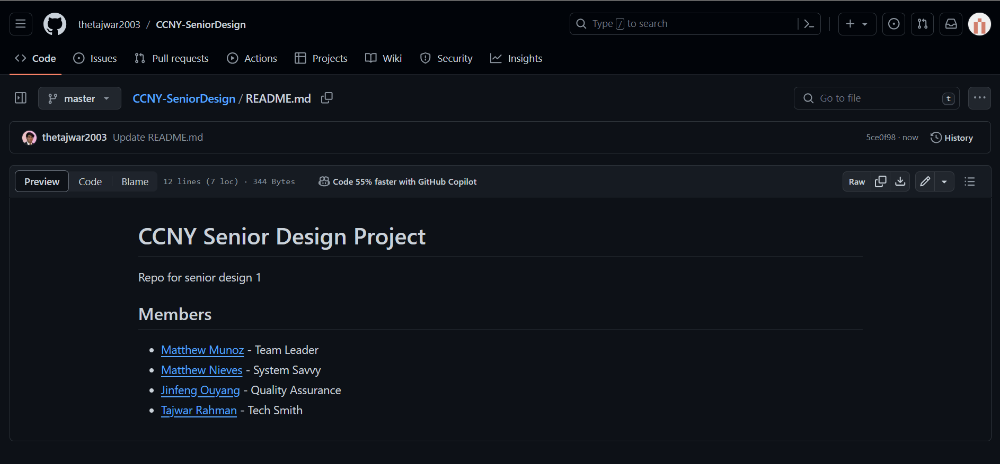 thetajwar2003 / CCNY-SeniorDesign
Type / to search
Code Issues Pull requests Actions Projects Wiki Security Insights
master
CCNY-SeniorDesign / README.md
Go to file
t
thetajwar2003 Update README.md
5ce0f98 · now
History
Preview Code Blame
12 lines (7 loc) · 344 Bytes
Code 55% faster with GitHub Copilot
Raw
CCNY Senior Design Project
Repo for senior design 1
Members
• Matthew Munoz - Team Leader
• Matthew Nieves - System Savvy
• Jinfeng Ouyang - Quality Assurance
• Tajwar Rahman - Tech Smith